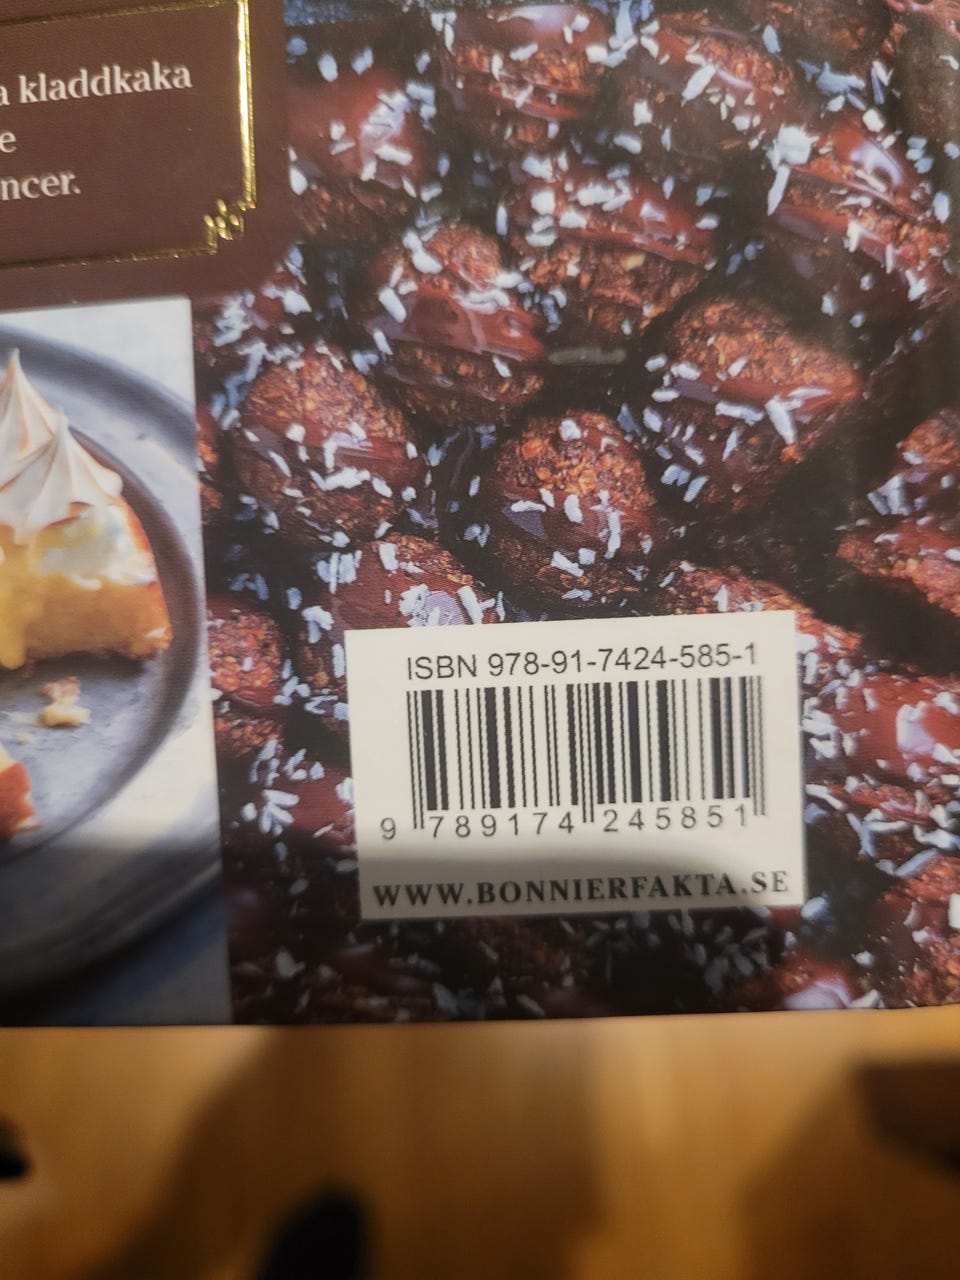 a kladdkaka
e
ncer.
ISBN 978-91-7424-585-1
9 789174 245851
WWW.BONNIERFAKTA.SE